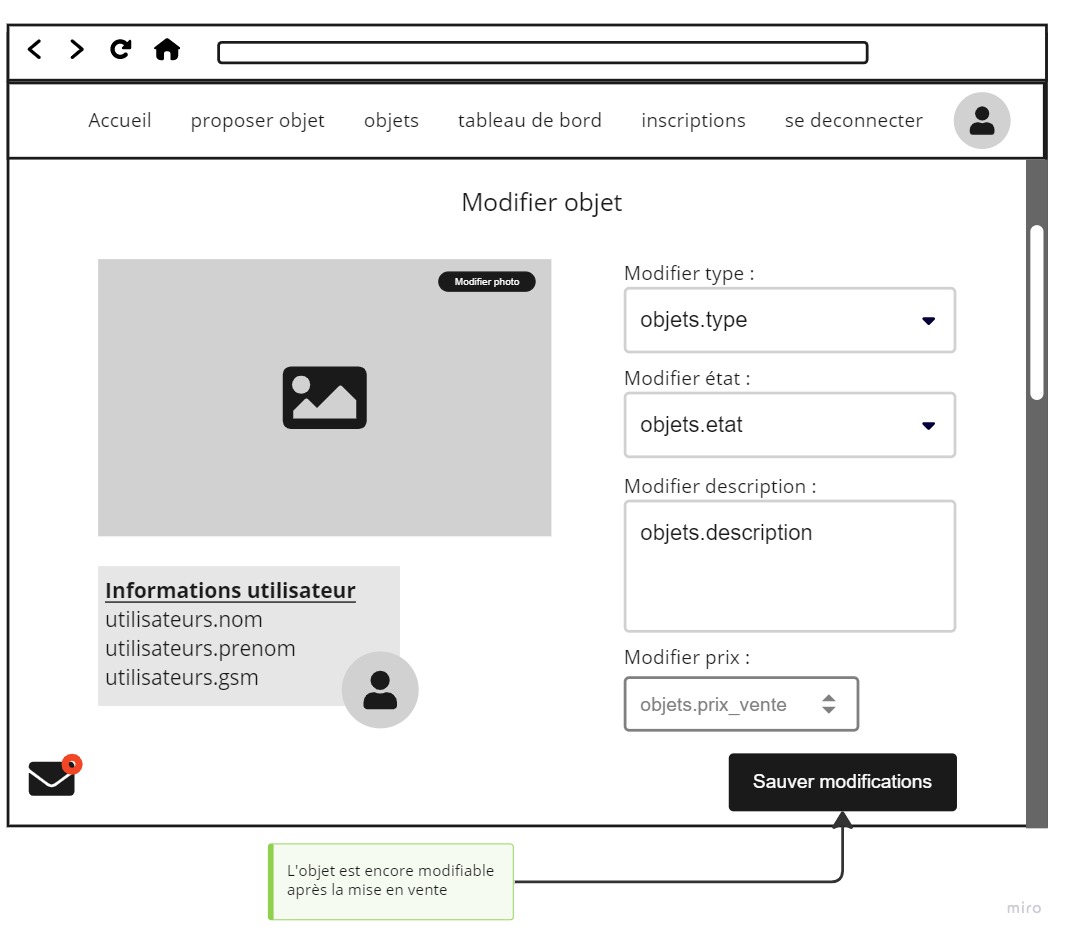 Accueil proposer objet objets tableau de bord inscriptions se deconnecter
Modifier objet
Modifier photo
Informations utilisateur
utilisateurs.nom
utilisateurs.prenom
utilisateurs.gsm
Modifier type :
objets.type
Modifier état :
objets.etat
Modifier description :
objets.description
Modifier prix :
objets.prix_vente
Sauver modifications
L'objet est encore modifiable
après la mise en vente
miro